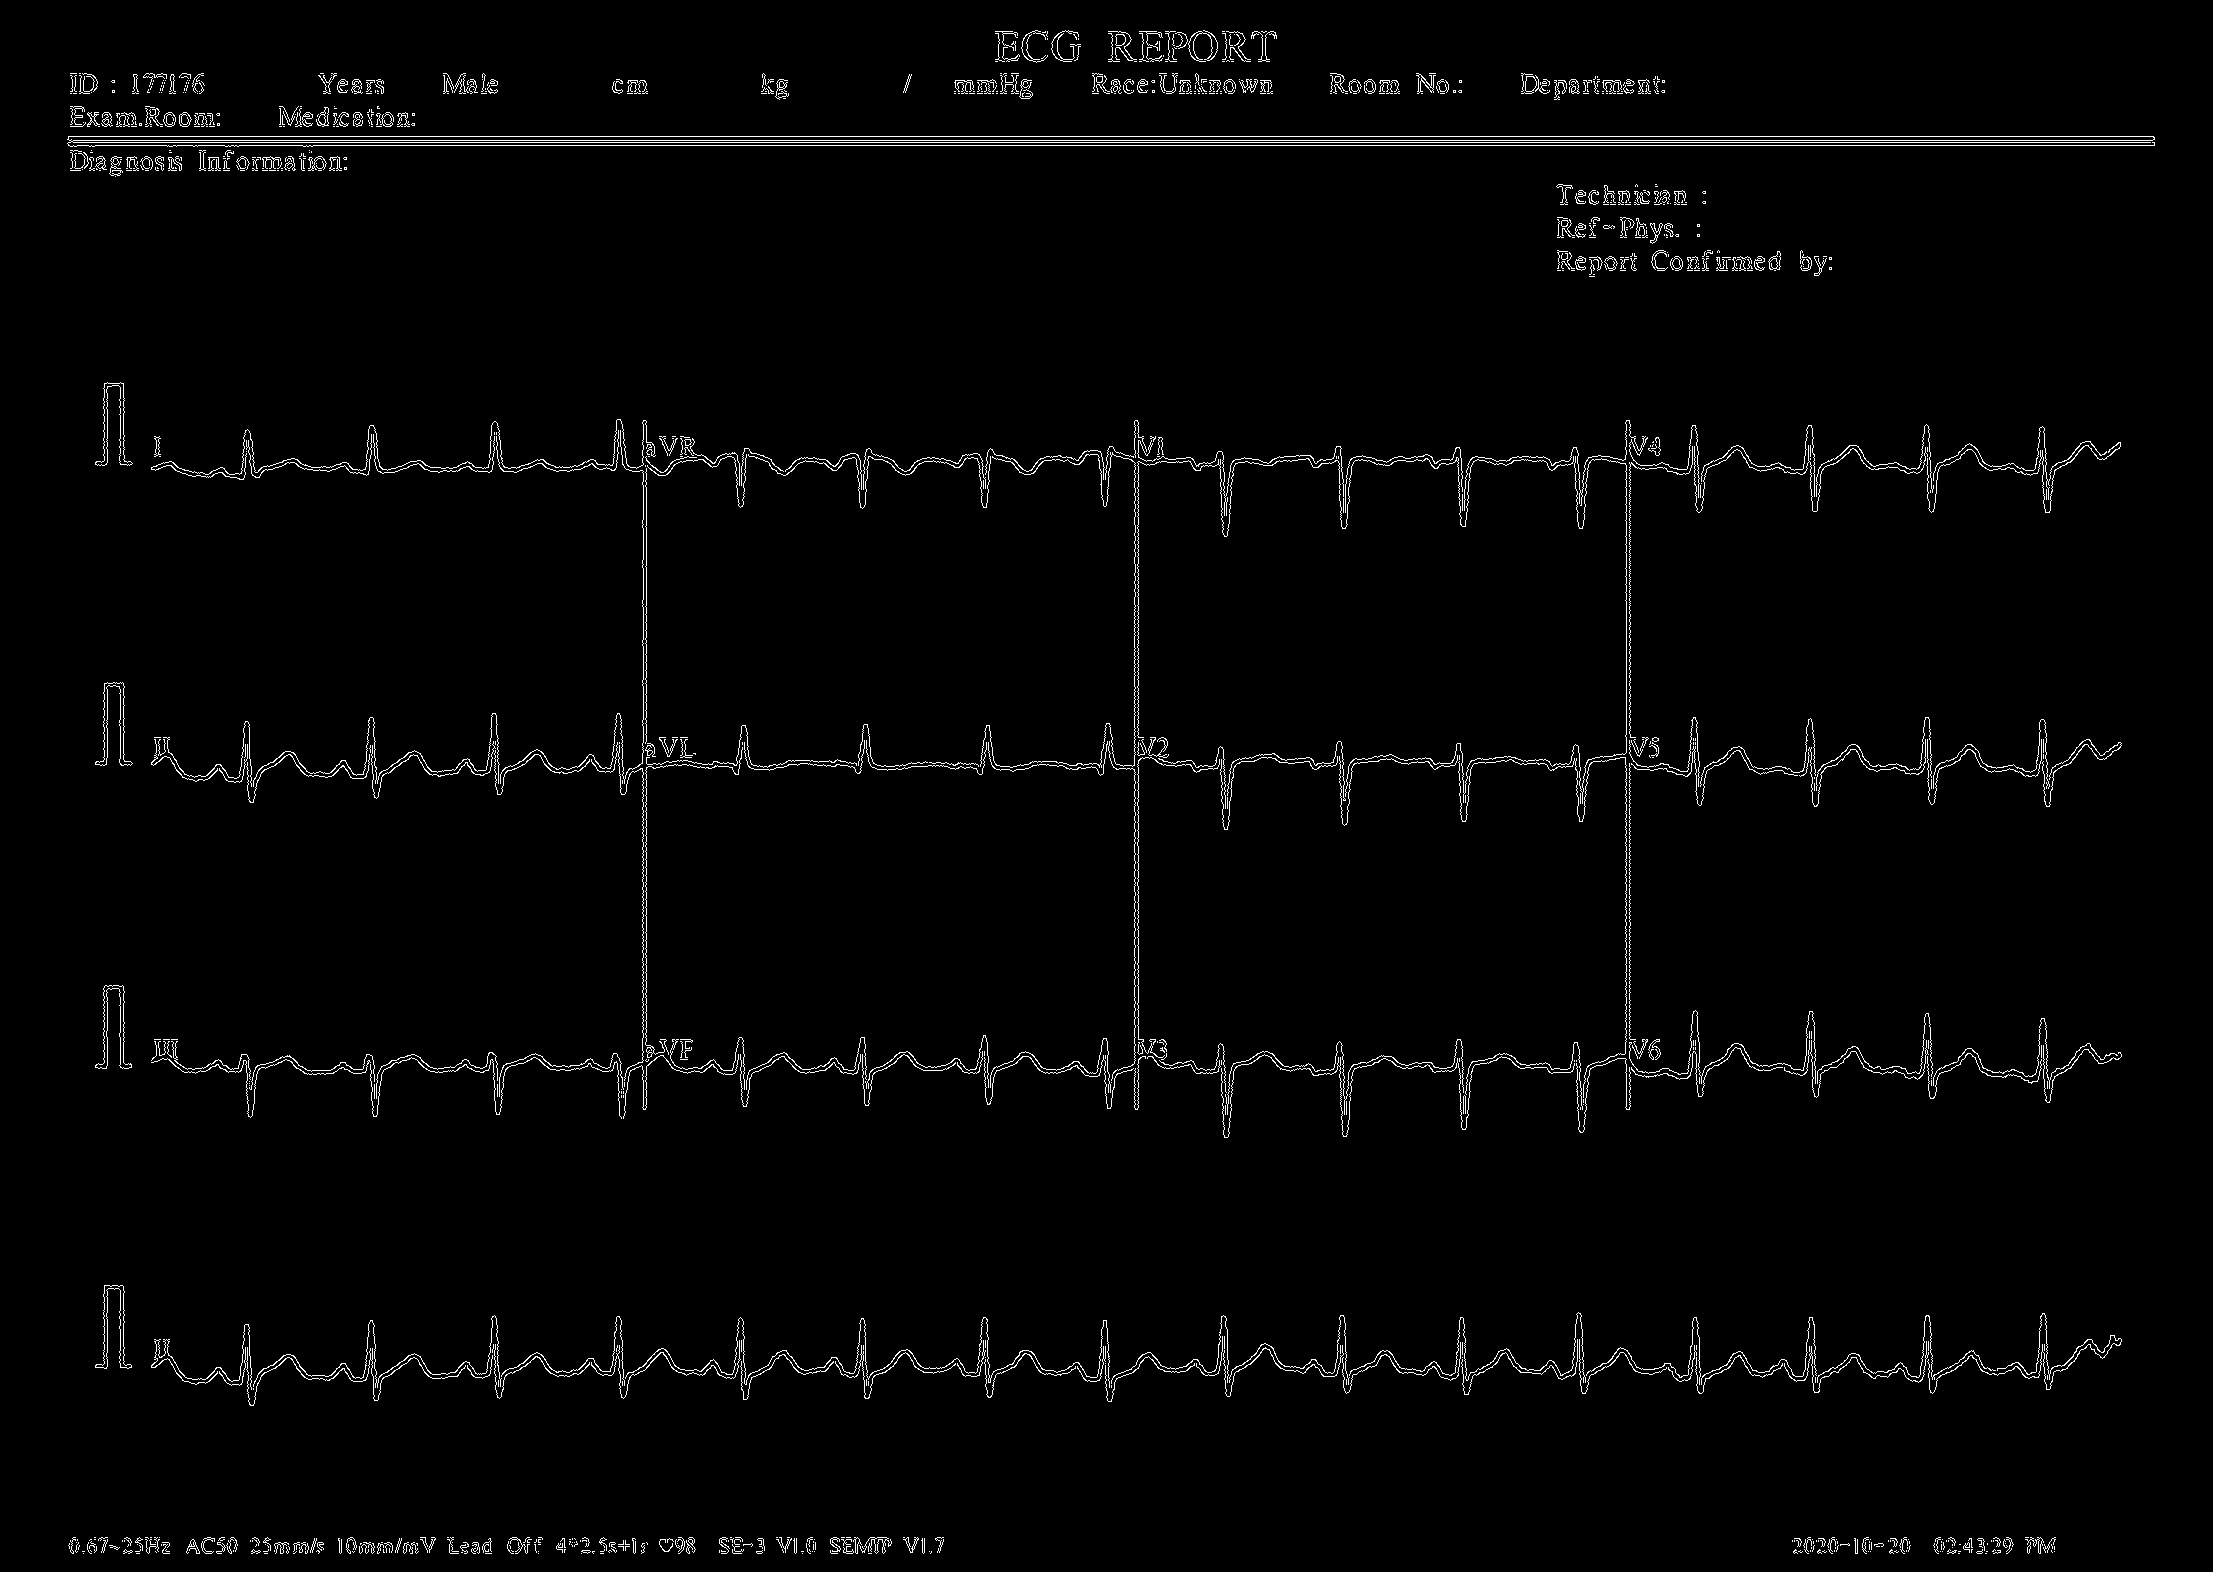 ECG REPORT
ID : 177176 Years Male cm kg / mmHg Race:Unknown Room No.: Department:
Exam.Room: Medication:
Diagnosis Information:
Technician :
Ref-Phys. :
Report Confirmed by:
I aVR V1 V4
II aVL V2 V5
III aVF V3 V6
II
0.67~25Hz AC50 25mm/s 10mm/mV Lead Off 4*2.5s+1r ♡98 SE-3 V1.0 SEMIP V1.7 2020-10-20 02:43:29 PM